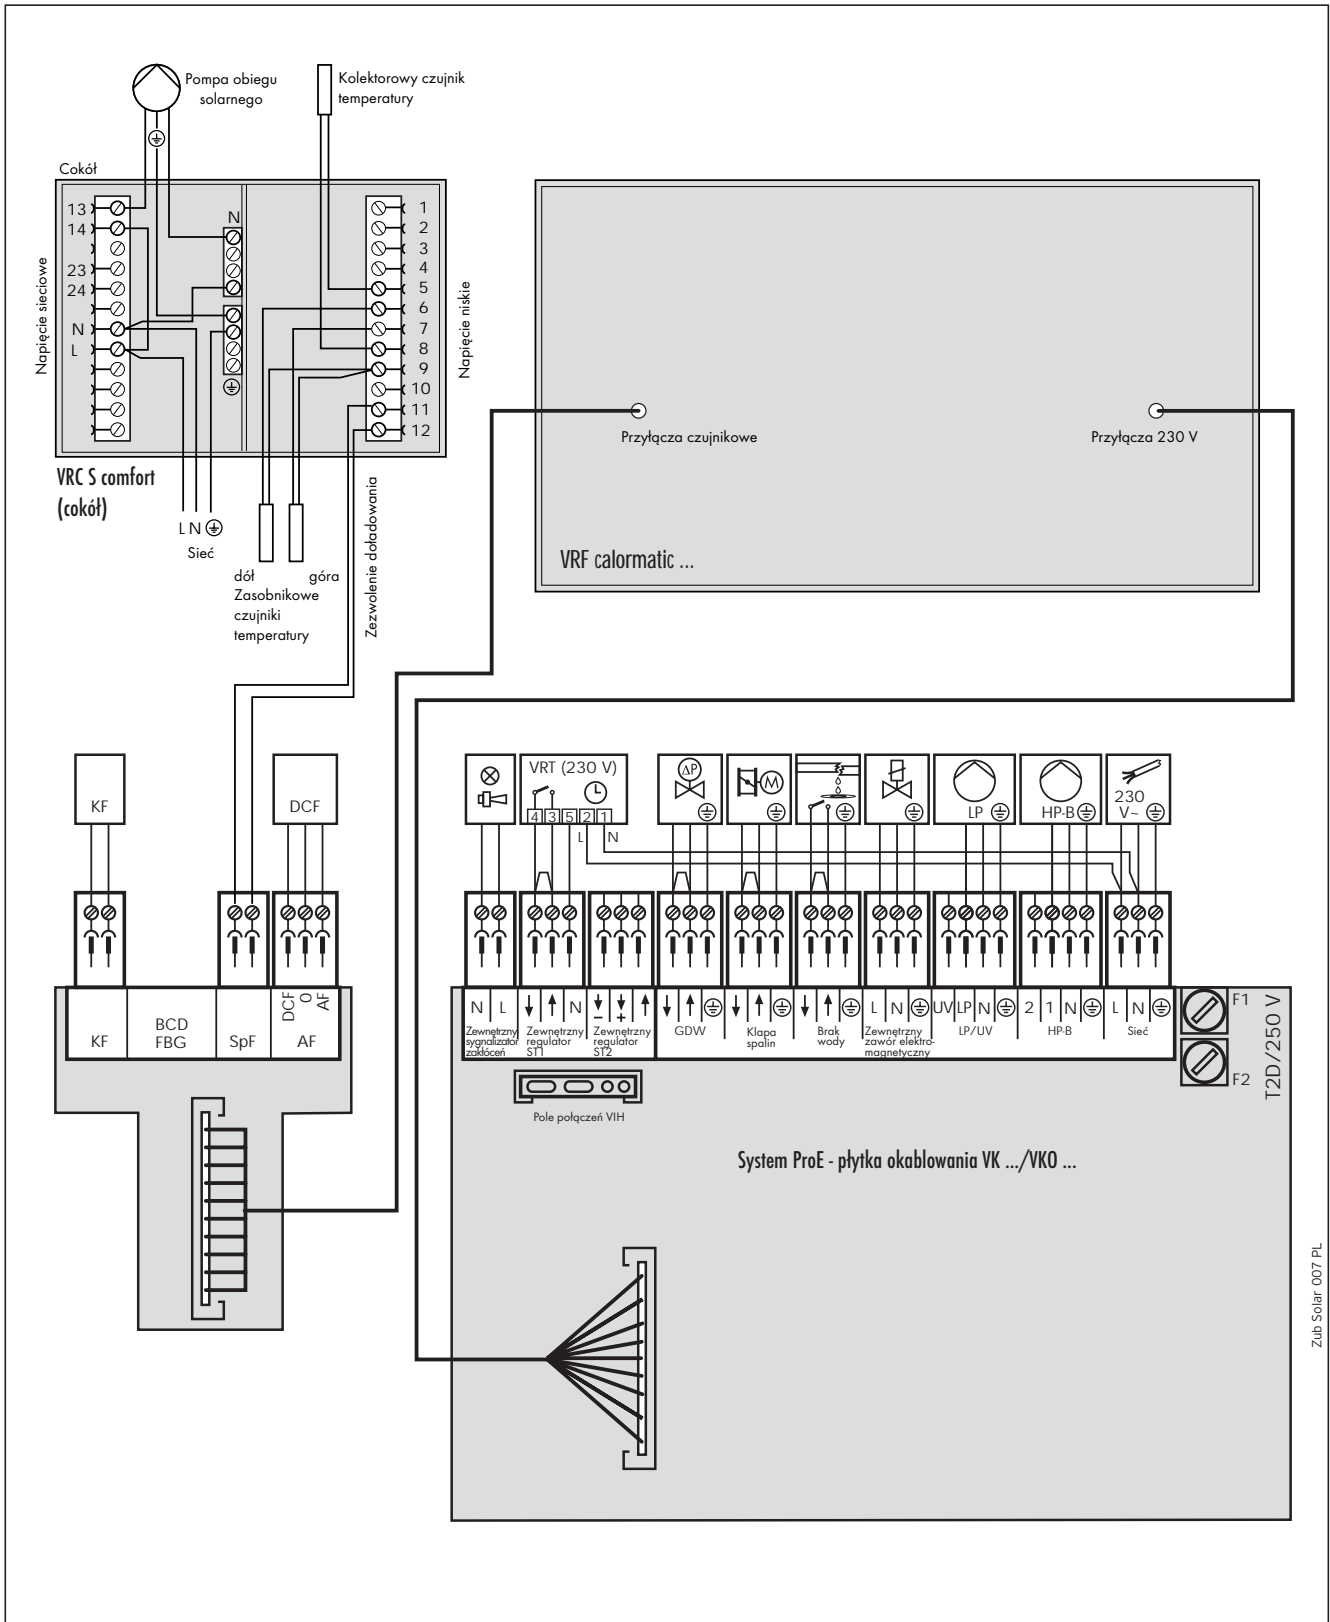 Pompa obiegu
solarnego
Kolektorowy czujnik
temperatury
Cokół
Napięcie sieciowe
13
14
23
24
N
L
N
1
2
3
4
5
6
7
8
9
10
11
12
Napięcie niskie
VRC S comfort
(cokół)
L N
Sieć
dół góra
Zasobnikowe
czujniki
temperatury
Zezwolenie doładowania
Przyłącza czujnikowe
Przyłącza 230 V
VRF calormatic ...
KF
DCF
VRT (230 V)
4 3 5 2 1
L N
ΔP
M
LP
HP-B
230
V~
KF
BCD
FBG
SpF
DCF
O
AF
AF
N L
Zewnętrzny
sygnalizator
zakłóceń
N
Zewnętrzny
regulator
ST1
- +
Zewnętrzny
regulator
ST2
GDW
Klapa
spalin
Brak
wody
L N
Zewnętrzny
zawór elektro-
magnetyczny
UV LP N
LP/UV
2 1 N
HP-B
L N
Sieć
F1
F2
T2D/250 V
Pole połączeń VIH
System ProE - płytka okablowania VK .../VKO ...
Zub Solar 007 PL